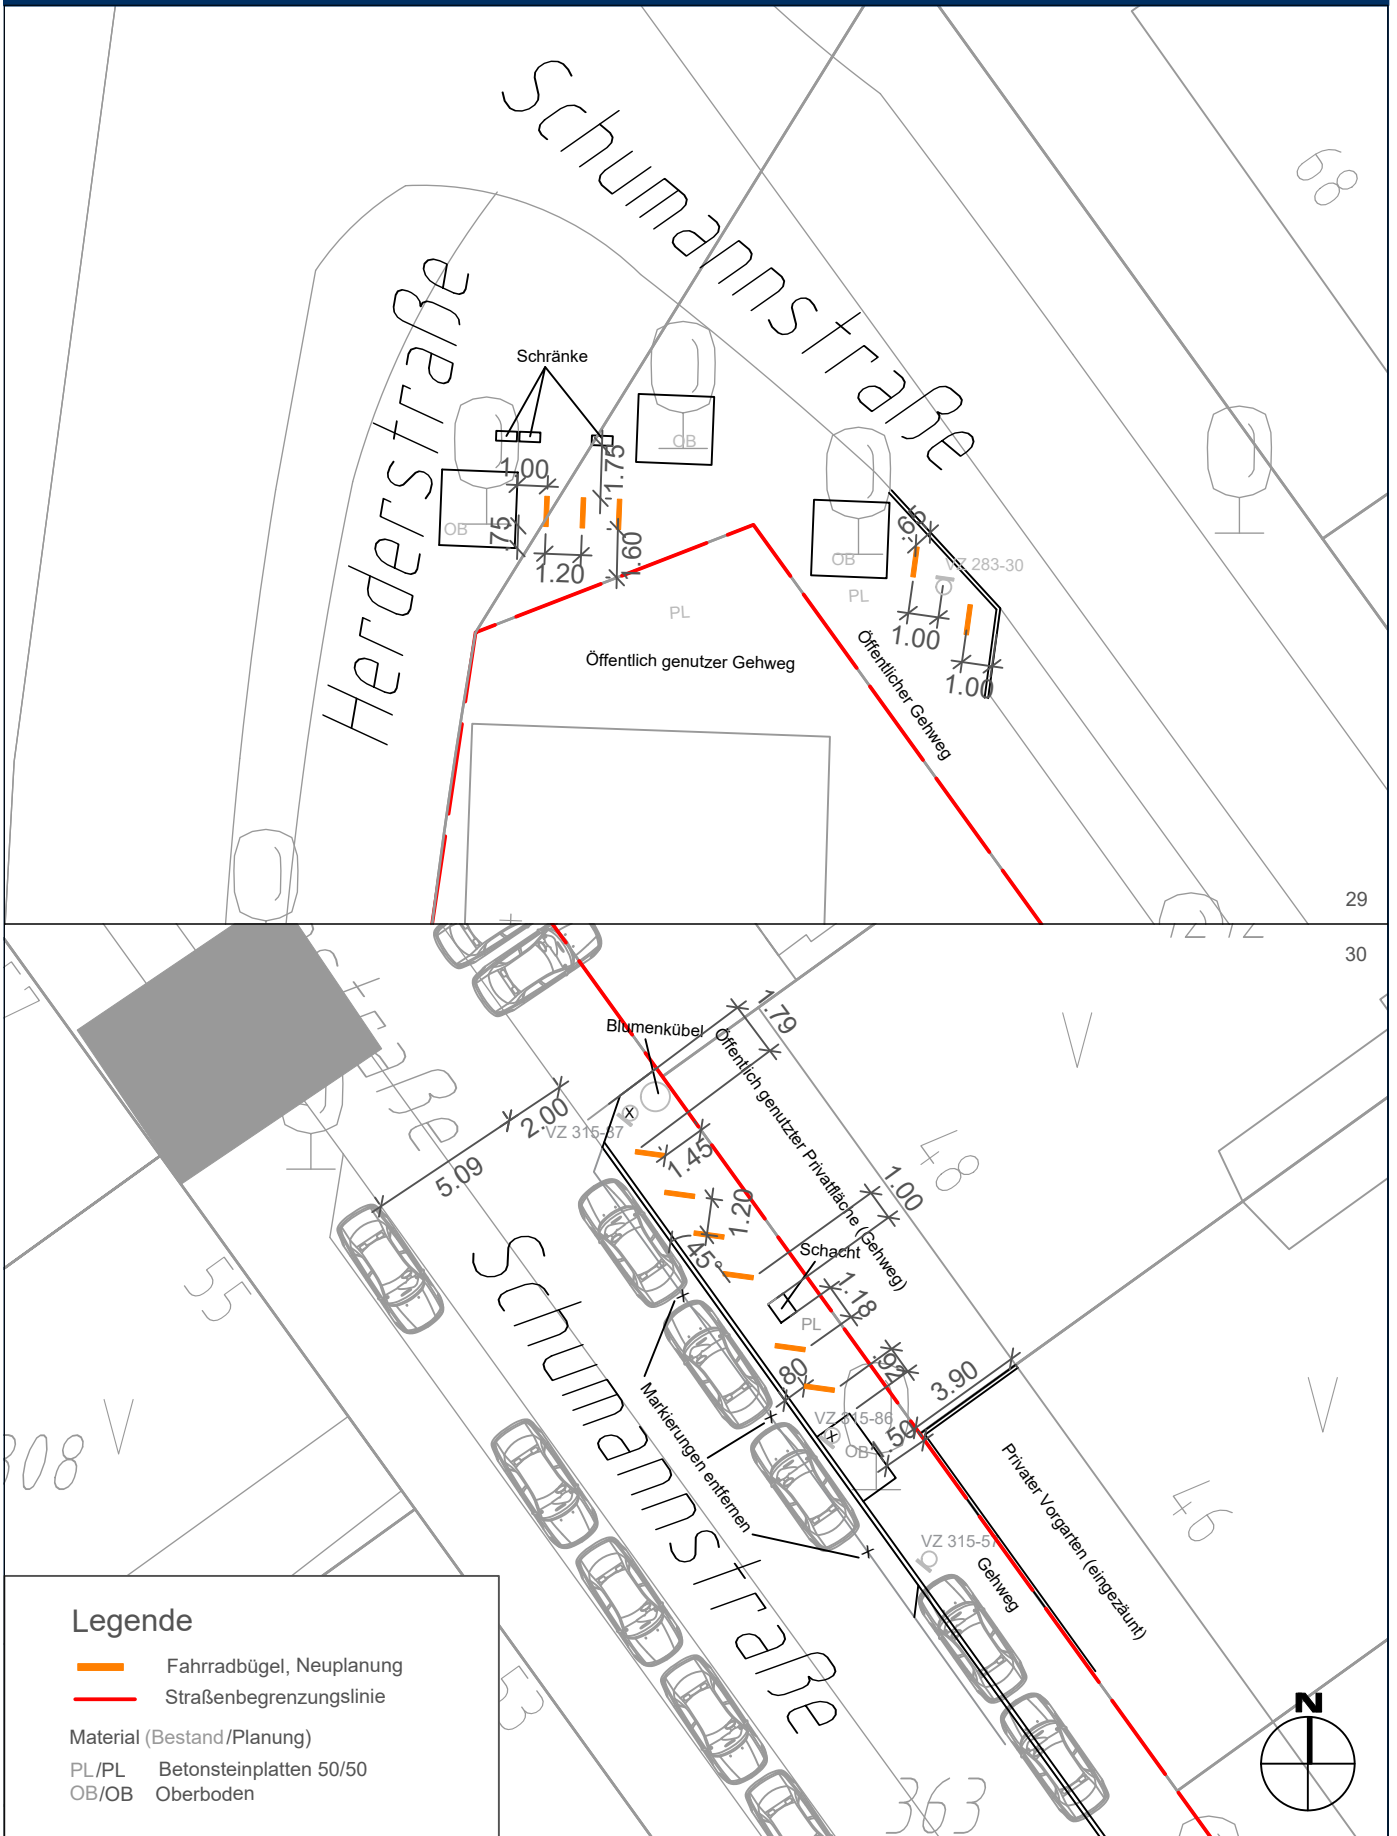 Schumannstraße
68
Herderstraße
Schränke
OB
1.00
1.75
OB
.75
1.20
1.60
OB
VZ 283-30
PL
PL
1.00
Öffentlich genutzer Gehweg
Öffentlicher Gehweg
1.00
29
30
1.79
Blumenkübel
Öffentlich genutzter Privatfläche (Gehweg)
2.00
VZ 315-87
5.09
1.45
48
1.00
1.20
Schacht
45°
1.18
PL
55
.92
3.90
.80
Markierungen entfernen
VZ 315-86
OB
.50
Schumannstraße
308
Privater Vorgarten (eingezäunt)
46
VZ 315-57
Gehweg
53
363
N
Legende
Fahrradbügel, Neuplanung
Straßenbegrenzungslinie
Material (Bestand/Planung)
PL/PL Betonsteinplatten 50/50
OB/OB Oberboden